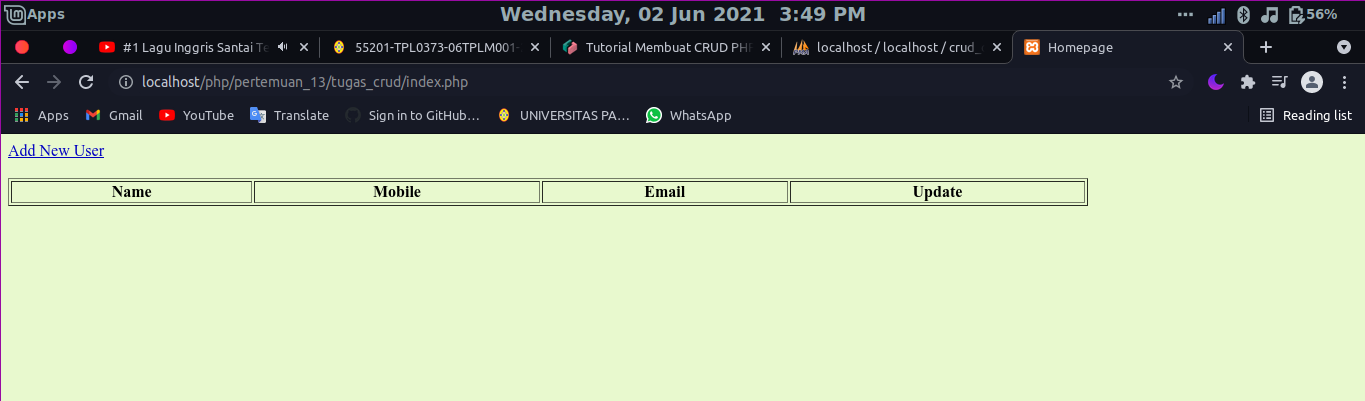 Apps Wednesday, 02 Jun 2021 3:49 PM 56%
#1 Lagu Inggris Santai Te 55201-TPL0373-06TPLM001- Tutorial Membuat CRUD PHP localhost / localhost / crud_ Homepage
localhost/php/pertemuan_13/tugas_crud/index.php
Apps Gmail YouTube Translate Sign in to GitHub... UNIVERSITAS PA... WhatsApp Reading list
Add New User
Name Mobile Email Update